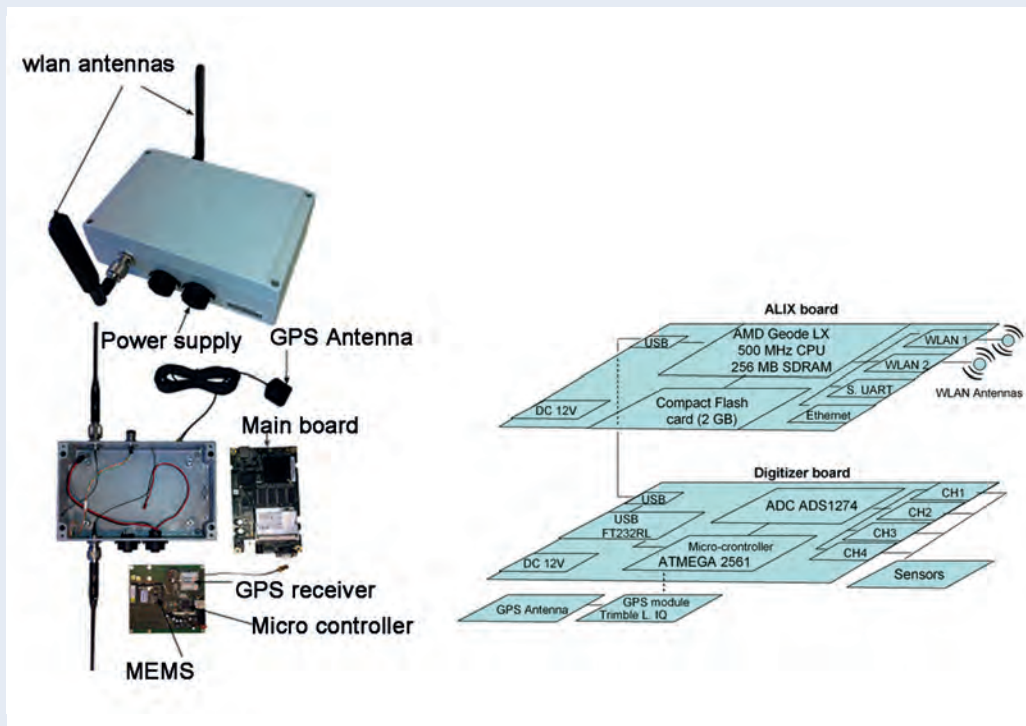 wlan antennas
Power supply
GPS Antenna
Main board
GPS receiver
Micro controller
MEMS
ALIX board
USB
AMD Geode LX
500 MHz CPU
256 MB SDRAM
WLAN 1
WLAN 2
S. UART
Ethernet
WLAN Antennas
DC 12V
Compact Flash
card (2 GB)
Digitizer board
USB
USB
FT232RL
ADC ADS1274
CH1
CH2
CH3
CH4
DC 12V
Micro-crontroller
ATMEGA 2561
Sensors
GPS Antenna
GPS module
Trimble L. IQ